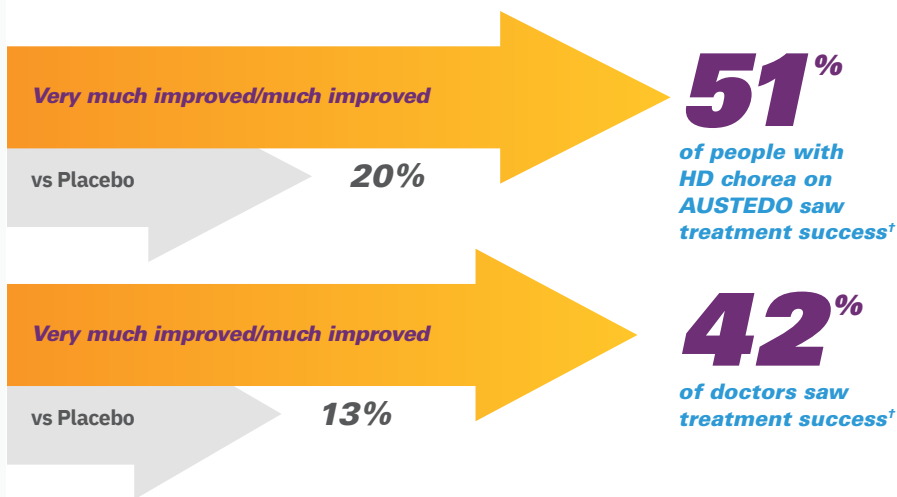 Very much improved/much improved
51%
of people with
HD chorea on
AUSTEDO saw
treatment success†
vs Placebo
20%
Very much improved/much improved
42%
of doctors saw
treatment success†
vs Placebo
13%